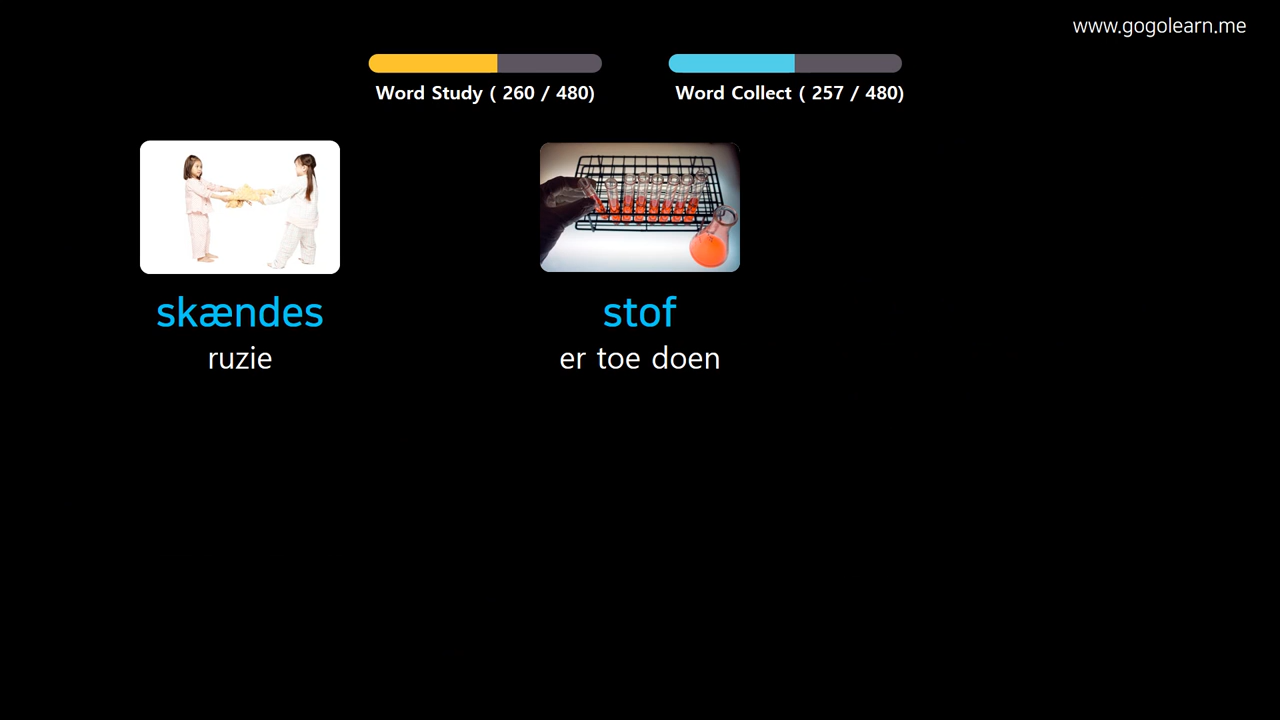 www.gogolearn.me
Word Study ( 260 / 480)
Word Collect ( 257 / 480)
skændes
ruzie
stof
er toe doen